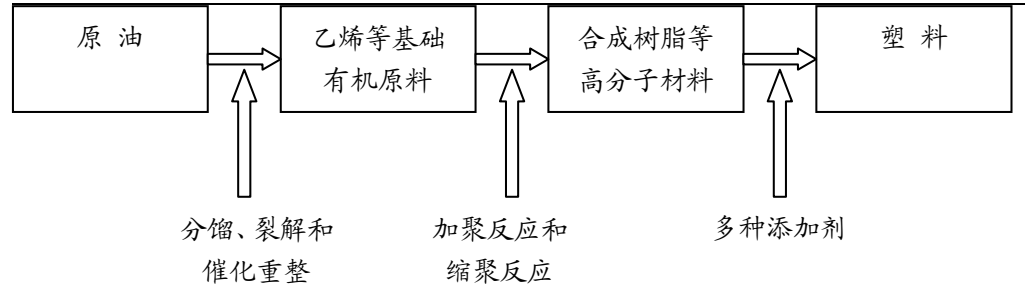 原 油
乙烯等基础
有机原料
合成树脂等
高分子材料
塑 料
分馏、裂解和
催化重整
加聚反应和
缩聚反应
多种添加剂